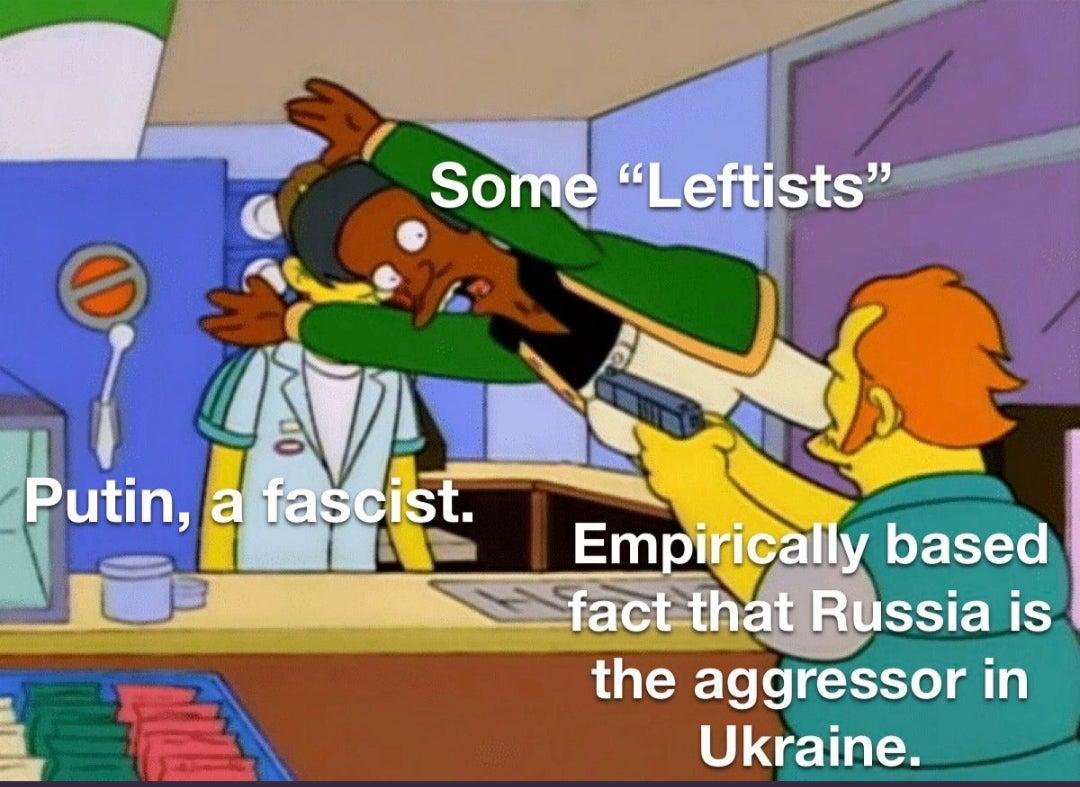 Some “Leftists”
Putin, a fascist.
Empirically based
fact that Russia is
the aggressor in
Ukraine.